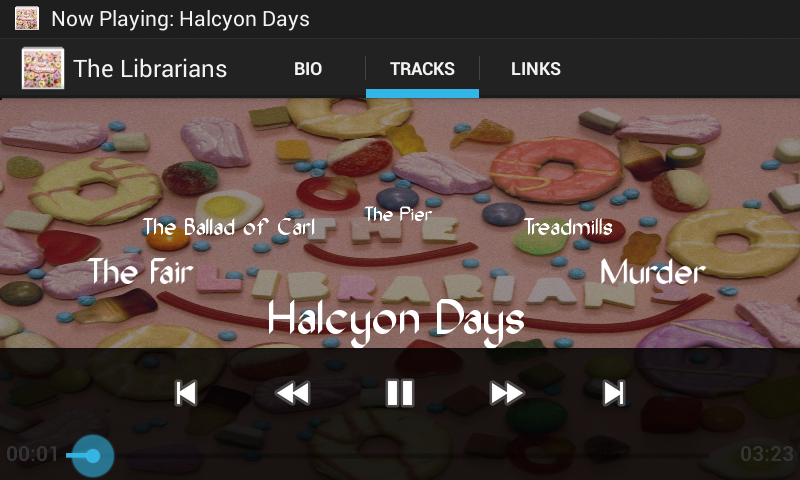 Now Playing: Halcyon Days
The Librarians
BIO
TRACKS
LINKS
The Pier
The Ballad of Carl
Treadmills
THE
The Fair
Murder
LIBRARIANS
Halcyon Days
00:01
03:23